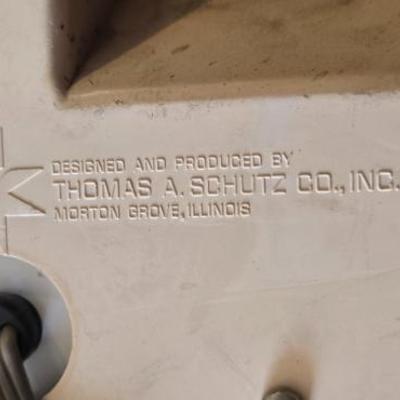 DESIGNED AND PRODUCED BY
THOMAS A. SCHUTZ CO., INC.
MORTON GROVE, ILLINOIS